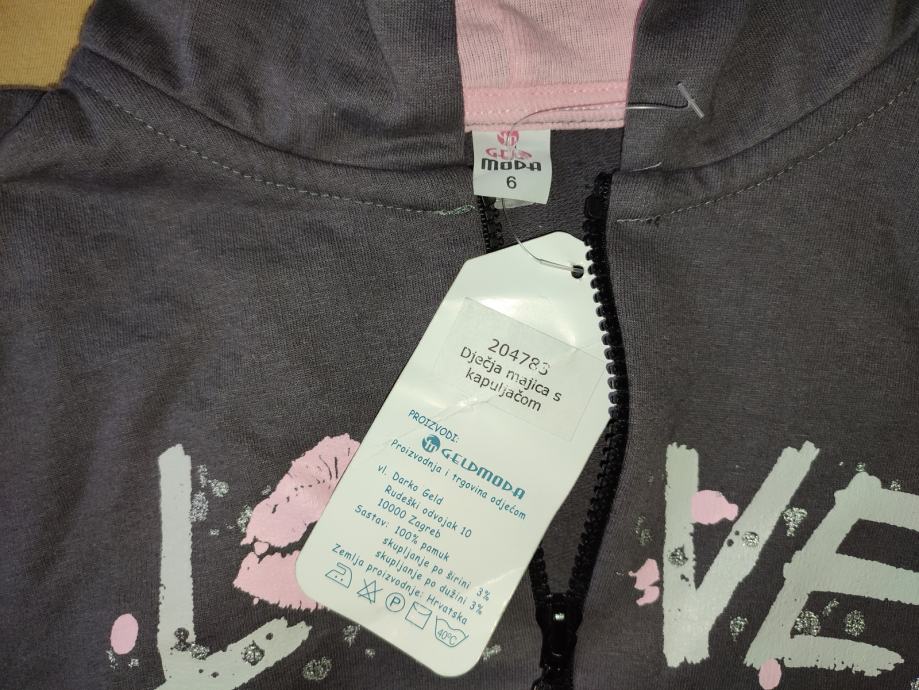 GELD
MODA
6
204783
Dječja majica s
kapuljačom
PROIZVODI:
GELDMODA
Proizvodnja i trgovina odjećom
vl. Darko Geld
Rudeški odvojak 10
10000 Zagreb
Sastav: 100% pamuk
skupljanje po širini 3%
skupljanje po dužini 3%
Zemlja proizvodnje: Hrvatska
P 40°C
L VE